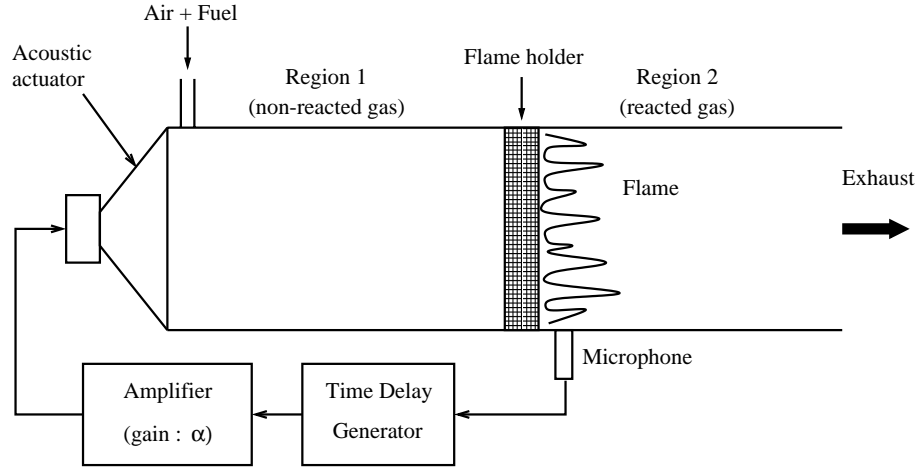 Air + Fuel
Acoustic
actuator
Region 1
(non-reacted gas)
Flame holder
Region 2
(reacted gas)
Flame
Exhaust
Microphone
Amplifier
(gain : α)
Time Delay
Generator